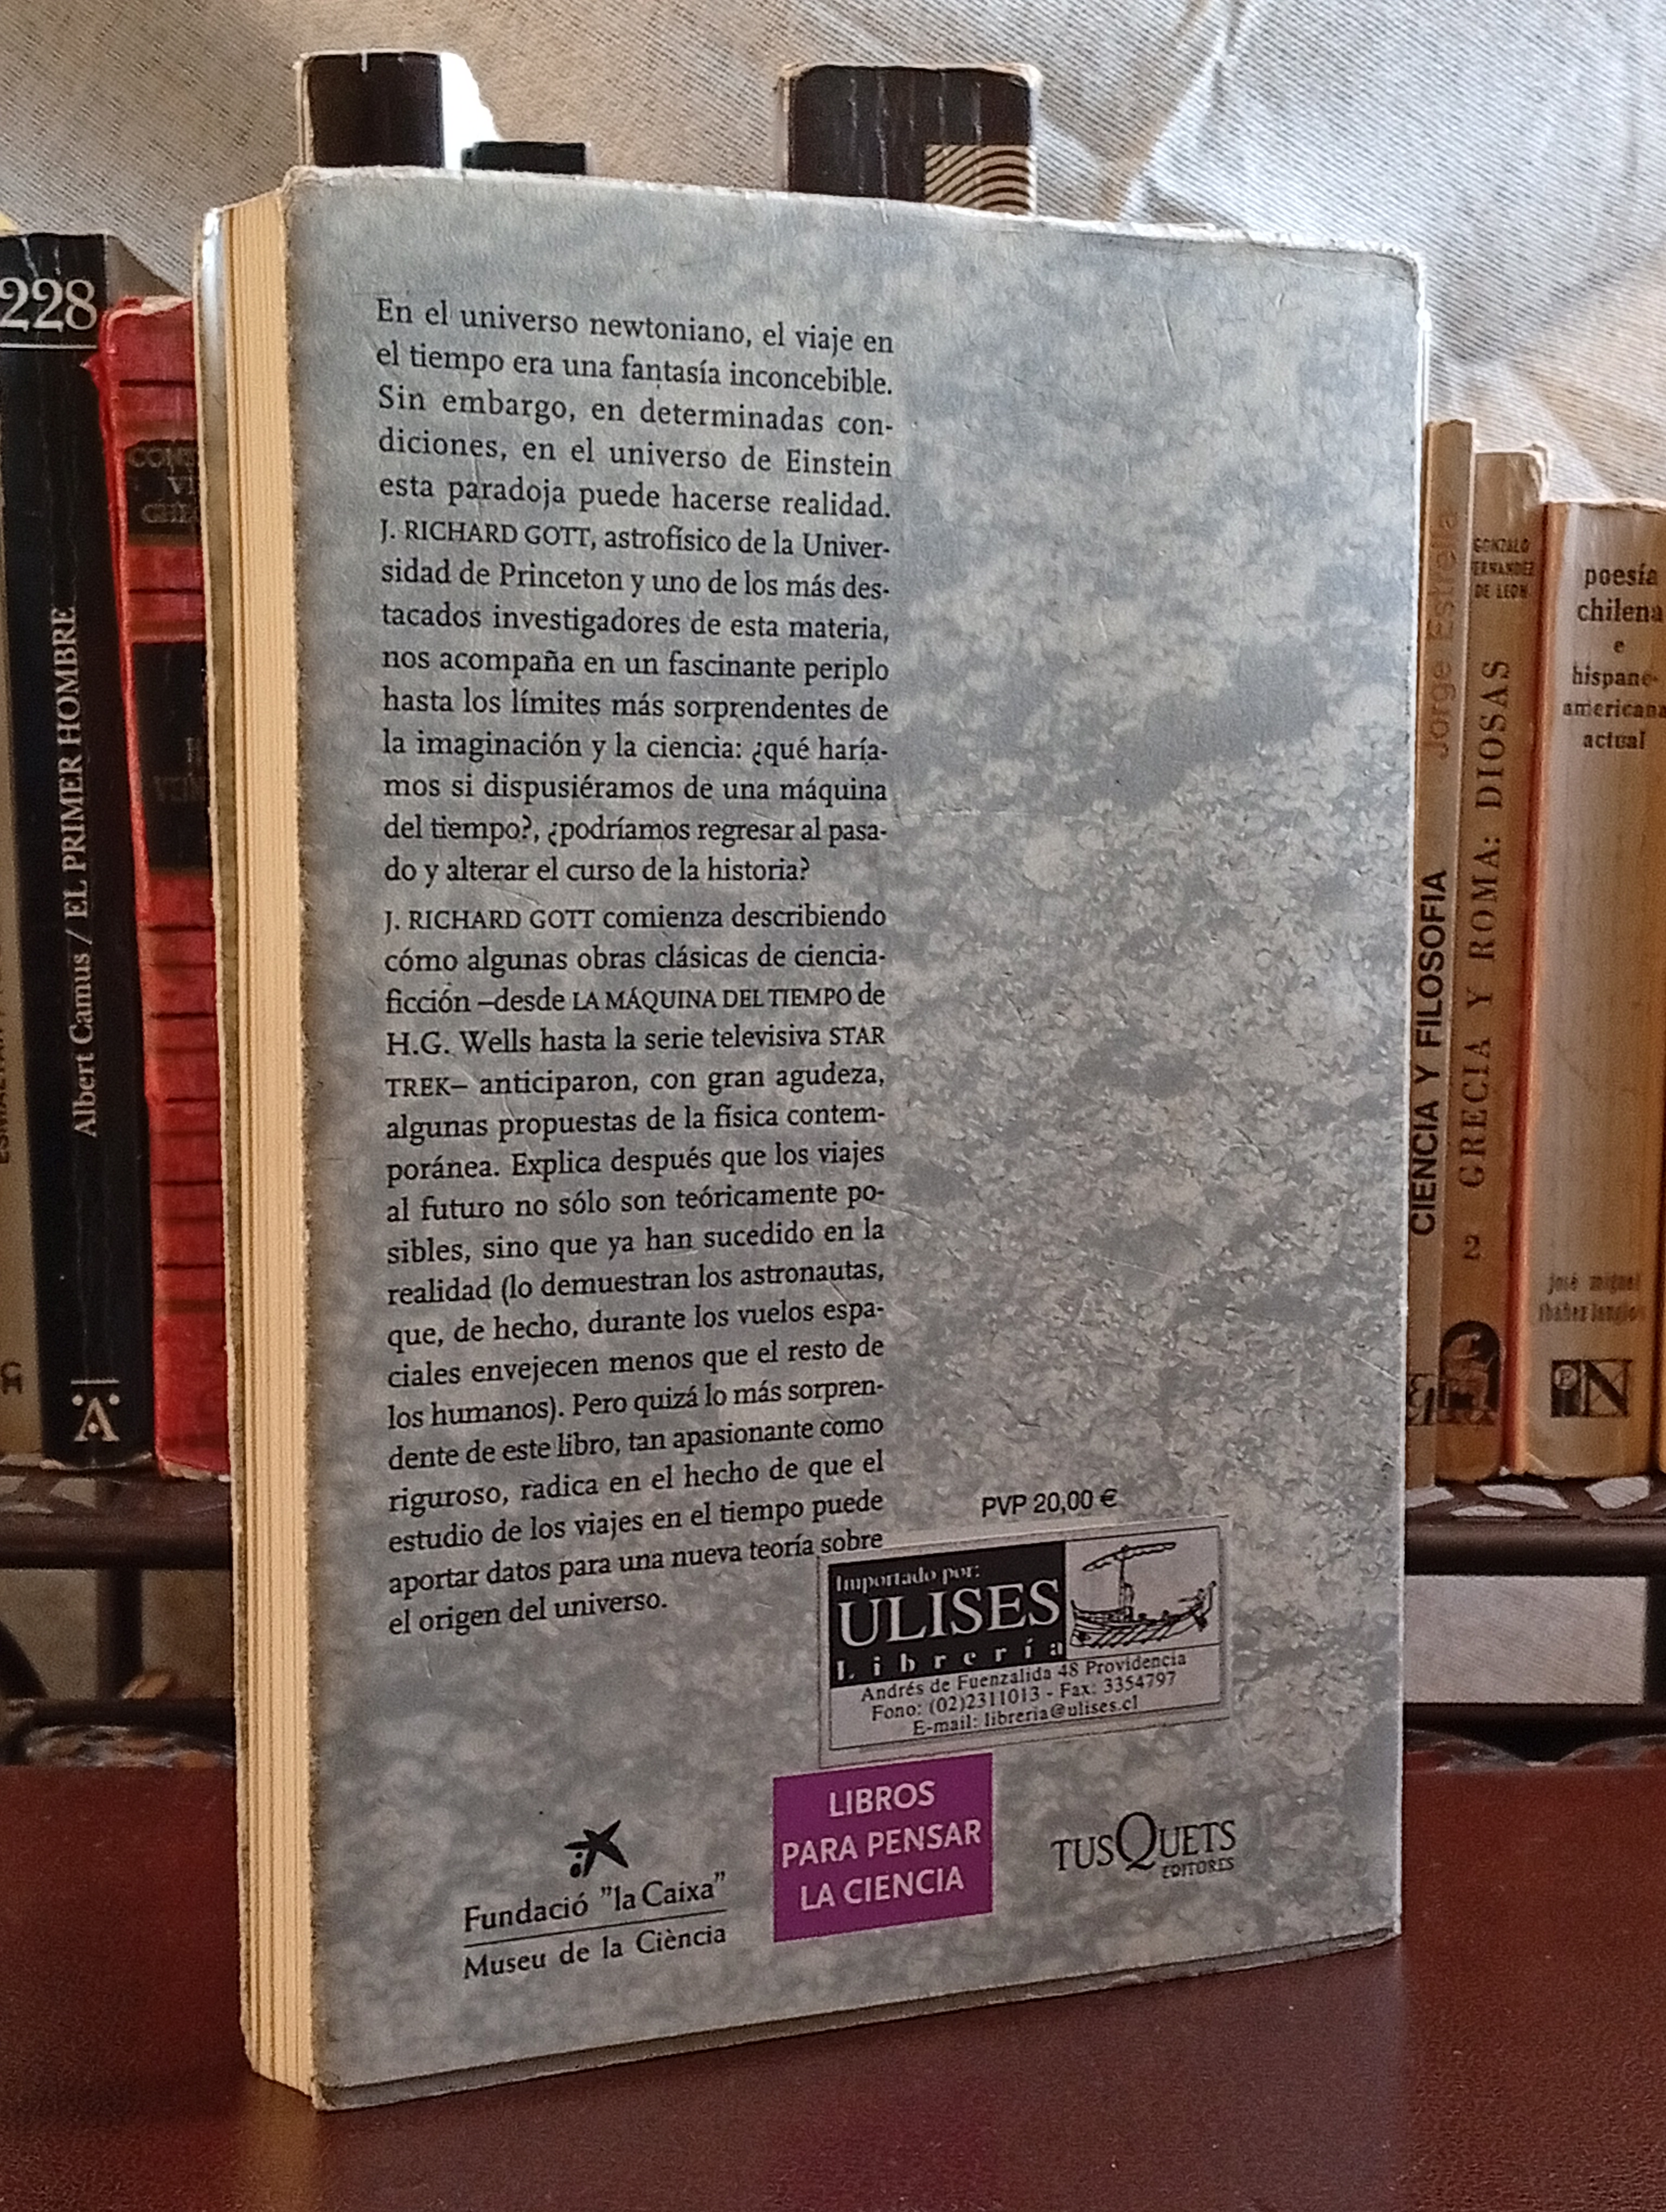 228
Albert Camus / EL PRIMER HOMBRE
En el universo newtoniano, el viaje en
el tiempo era una fantasía inconcebible.
Sin embargo, en determinadas con-
diciones, en el universo de Einstein
esta paradoja puede hacerse realidad.
J. RICHARD GOTT, astrofísico de la Univer-
sidad de Princeton y uno de los más des-
tacados investigadores de esta materia,
nos acompaña en un fascinante periplo
hasta los límites más sorprendentes de
la imaginación y la ciencia: ¿qué haría-
mos si dispusiéramos de una máquina
del tiempo?, ¿podríamos regresar al pasa-
do y alterar el curso de la historia?
J. RICHARD GOTT comienza describiendo
cómo algunas obras clásicas de ciencia-
ficción –desde LA MÁQUINA DEL TIEMPO de
H.G. Wells hasta la serie televisiva STAR
TREK– anticiparon, con gran agudeza,
algunas propuestas de la física contem-
poránea. Explica después que los viajes
al futuro no sólo son teóricamente po-
sibles, sino que ya han sucedido en la
realidad (lo demuestran los astronautas,
que, de hecho, durante los vuelos espa-
ciales envejecen menos que el resto de
los humanos). Pero quizá lo más sorpren-
dente de este libro, tan apasionante como
riguroso, radica en el hecho de que el
estudio de los viajes en el tiempo puede
aportar datos para una nueva teoría sobre
el origen del universo.
PVP 20,00 €
Importado por:
ULISES
Librería
Andrés de Fuenzalida 48 Providencia
Fono: (02)2311013 - Fax: 3354797
E-mail: libreria@ulises.cl
Fundació "la Caixa"
Museu de la Ciència
LIBROS
PARA PENSAR
LA CIENCIA
TUSQUETS
EDITORES
CIENCIA Y FILOSOFIA Jorge Estrella
GONZALO
FERNANDEZ
DE LEON
2 GRECIA Y ROMA: DIOSAS
poesía
chilena
e
hispano-
americana
actual
josé miguel
ibáñez langlois